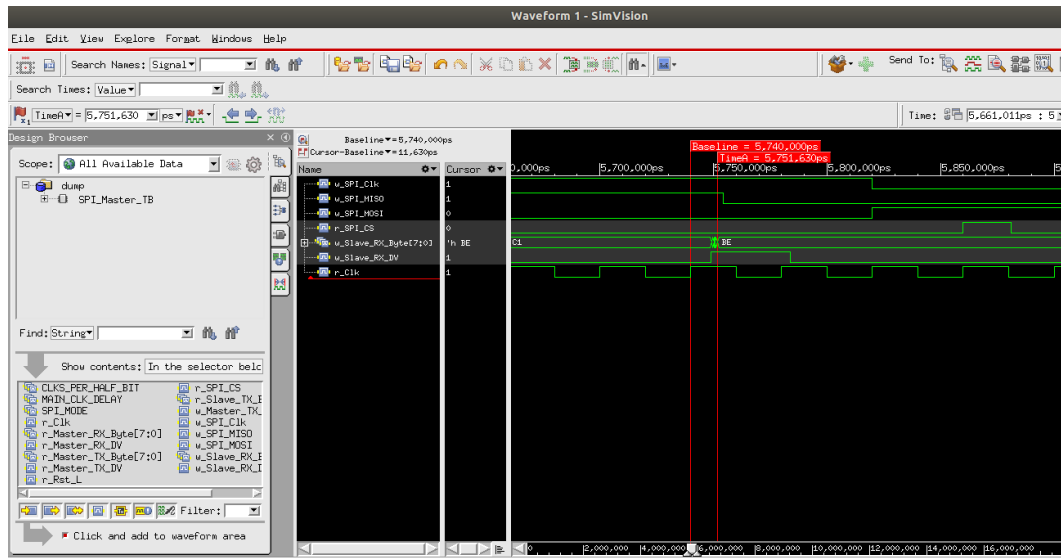 Waveform 1 - SimVision
File Edit View Explore Format Windows Help
Search Names: Signal
Send To:
Search Times: Value
TimeA = 5,751,630 ps
Time: 5,661,011ps : 5
Design Browser
Baseline = 5,740,000ps
Cursor-Baseline = 11,630ps
Baseline = 5,740,000ps
TimeA = 5,751,630ps
Scope: All Available Data
Name Cursor
0,000ps 5,700,000ps 5,750,000ps 5,800,000ps 5,850,000ps 5
dump
SPI_Master_TB
w_SPI_Clk 1
w_SPI_MISO 1
w_SPI_MOSI 0
r_SPI_CS 0
w_Slave_RX_Byte[7:0] 'h BE C1 BE
w_Slave_RX_DV 1
r_Clk 1
Find: String
Show contents: In the selector belc
CLKS_PER_HALF_BIT r_SPI_CS
MAIN_CLK_DELAY r_Slave_TX_B
SPI_MODE w_Master_TX_
r_Clk w_SPI_Clk
r_Master_RX_Byte[7:0] w_SPI_MISO
r_Master_RX_DV w_SPI_MOSI
r_Master_TX_Byte[7:0] w_Slave_RX_B
r_Master_TX_DV w_Slave_RX_D
r_Rst_L
Filter:
Click and add to waveform area
0 2,000,000 4,000,000 6,000,000 8,000,000 10,000,000 12,000,000 14,000,000 16,000,000